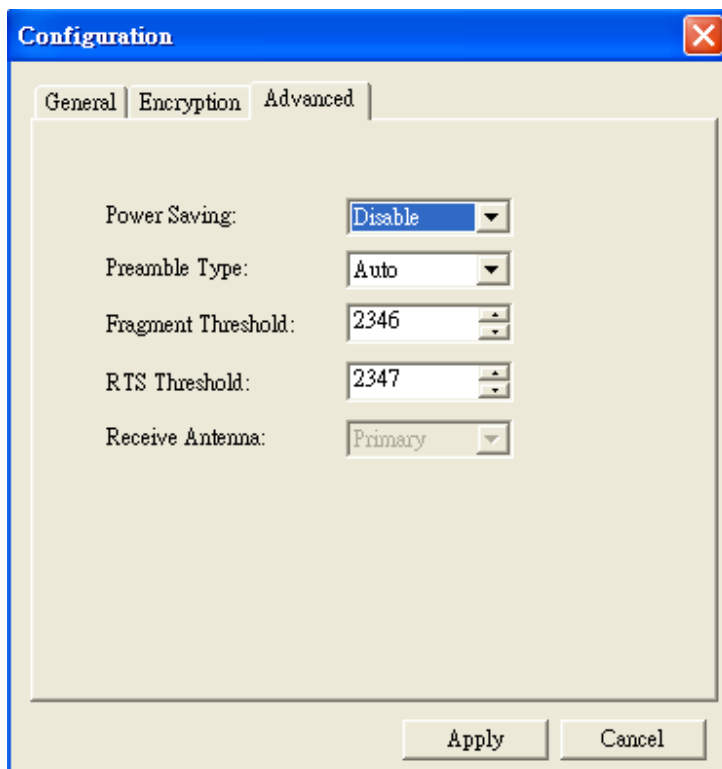 Configuration
General Encryption Advanced
Power Saving: Disable
Preamble Type: Auto
Fragment Threshold: 2346
RTS Threshold: 2347
Receive Antenna: Primary
Apply Cancel